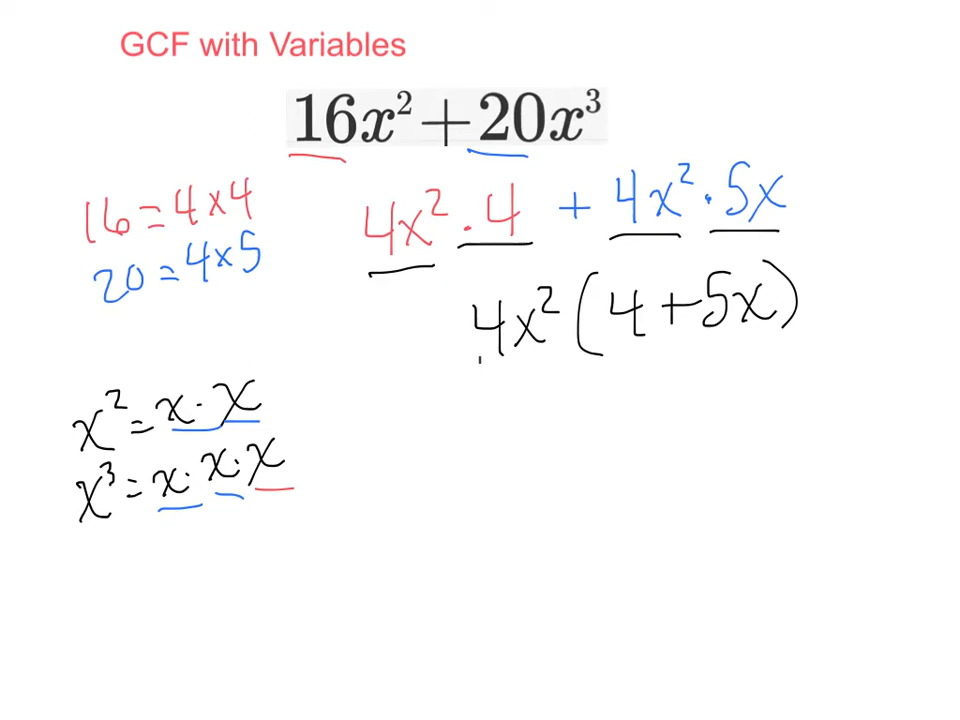 GCF with Variables
16x² + 20x³
16 = 4 x 4
20 = 4 x 5
4x² · 4 + 4x² · 5x
4x² (4 + 5x)
x² = x · x
x³ = x · x · x